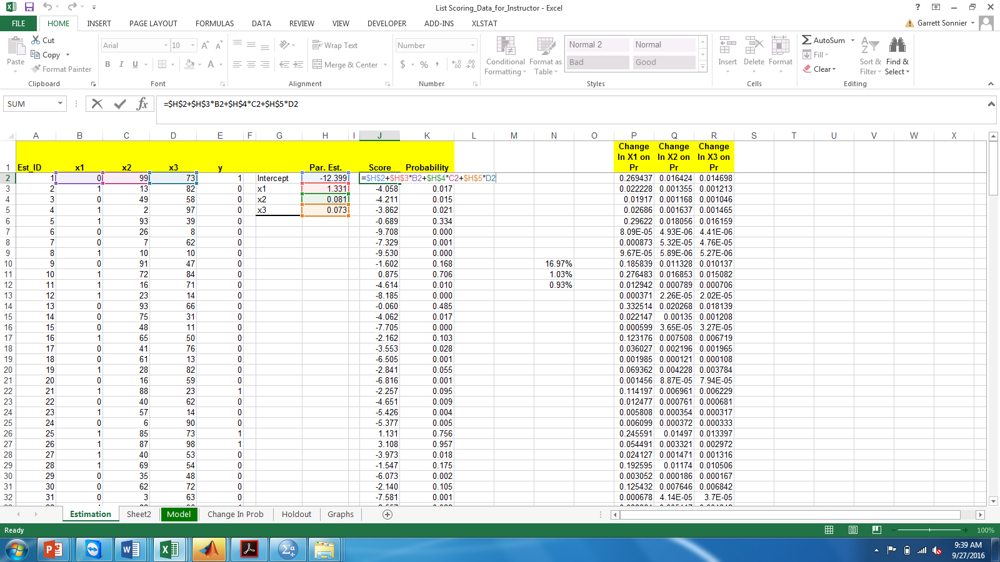 List Scoring_Data_for_Instructor - Excel
FILE HOME INSERT PAGE LAYOUT FORMULAS DATA REVIEW VIEW DEVELOPER ADD-INS XLSTAT Garrett Sonnier
Cut
Copy
Format Painter
Paste
Clipboard
Arial 10
B I U
Font
Wrap Text
Merge & Center
Alignment
Number
$ % ,
Number
Conditional Formatting
Format as Table
Normal 2 Normal
Bad Good
Styles
Insert Delete Format
Cells
AutoSum
Fill
Clear
Sort & Filter
Find & Select
Editing
SUM fx =$H$2+$H$3*B2+$H$4*C2+$H$5*D2
A B C D E F G H I J K L M N O P Q R S T U V W X
1 Est_ID x1 x2 x3 y Par. Est. Score Probability Change In X1 on Pr Change In X2 on Pr Change In X3 on Pr
2 1 0 99 73 1 Intercept -12.399 =$H$2+$H$3*B2+$H$4*C2+$H$5*D2 0.269437 0.016424 0.014698
3 2 1 13 82 0 x1 1.331 -4.058 0.017 0.022228 0.001355 0.001213
4 3 0 49 58 0 x2 0.081 -4.211 0.015 0.01917 0.001168 0.001046
5 4 1 2 97 0 x3 0.073 -3.862 0.021 0.02686 0.001637 0.001465
6 5 1 93 39 0 -0.689 0.334 0.29622 0.018056 0.016159
7 6 0 26 8 0 -9.708 0.000 8.09E-05 4.93E-06 4.41E-06
8 7 0 7 62 0 -7.329 0.001 0.000873 5.32E-05 4.76E-05
9 8 1 10 10 0 -9.530 0.000 9.67E-05 5.89E-06 5.27E-06
10 9 0 91 47 0 -1.602 0.168 16.97% 0.185839 0.011328 0.010137
11 10 1 72 84 0 0.875 0.706 1.03% 0.276483 0.016853 0.015082
12 11 1 16 71 0 -4.614 0.010 0.93% 0.012942 0.000789 0.000706
13 12 1 23 14 0 -8.185 0.000 0.000371 2.26E-05 2.02E-05
14 13 0 93 66 0 -0.060 0.485 0.332514 0.020268 0.018139
15 14 0 75 31 0 -4.062 0.017 0.022147 0.00135 0.001208
16 15 0 48 11 0 -7.705 0.000 0.000599 3.65E-05 3.27E-05
17 16 1 65 50 0 -2.162 0.103 0.123176 0.007508 0.006719
18 17 0 41 76 0 -3.553 0.028 0.036027 0.002196 0.001965
19 18 0 61 13 0 -6.505 0.001 0.001985 0.000121 0.000108
20 19 1 28 82 0 -2.841 0.055 0.069362 0.004228 0.003784
21 20 0 16 59 0 -6.816 0.001 0.001456 8.87E-05 7.94E-05
22 21 1 88 23 1 -2.257 0.095 0.114197 0.006961 0.006229
23 22 0 40 62 0 -4.651 0.009 0.012477 0.000761 0.000681
24 23 1 57 14 0 -5.426 0.004 0.005808 0.000354 0.000317
25 24 0 6 90 0 -5.377 0.005 0.006099 0.000372 0.000333
26 25 1 85 73 1 1.131 0.756 0.245591 0.01497 0.013397
27 26 1 87 98 1 3.108 0.957 0.054491 0.003321 0.002972
28 27 1 40 53 0 -3.973 0.018 0.024127 0.001471 0.001316
29 28 1 69 54 0 -1.547 0.175 0.192595 0.01174 0.010506
30 29 0 35 48 0 -6.073 0.002 0.003052 0.000186 0.000167
31 30 0 62 72 0 -2.140 0.105 0.125432 0.007646 0.006842
32 31 0 3 63 0 -7.581 0.001 0.000678 4.14E-05 3.7E-05
Estimation Sheet2 Model Change In Prob Holdout Graphs
Ready 100%
9:39 AM
9/27/2016